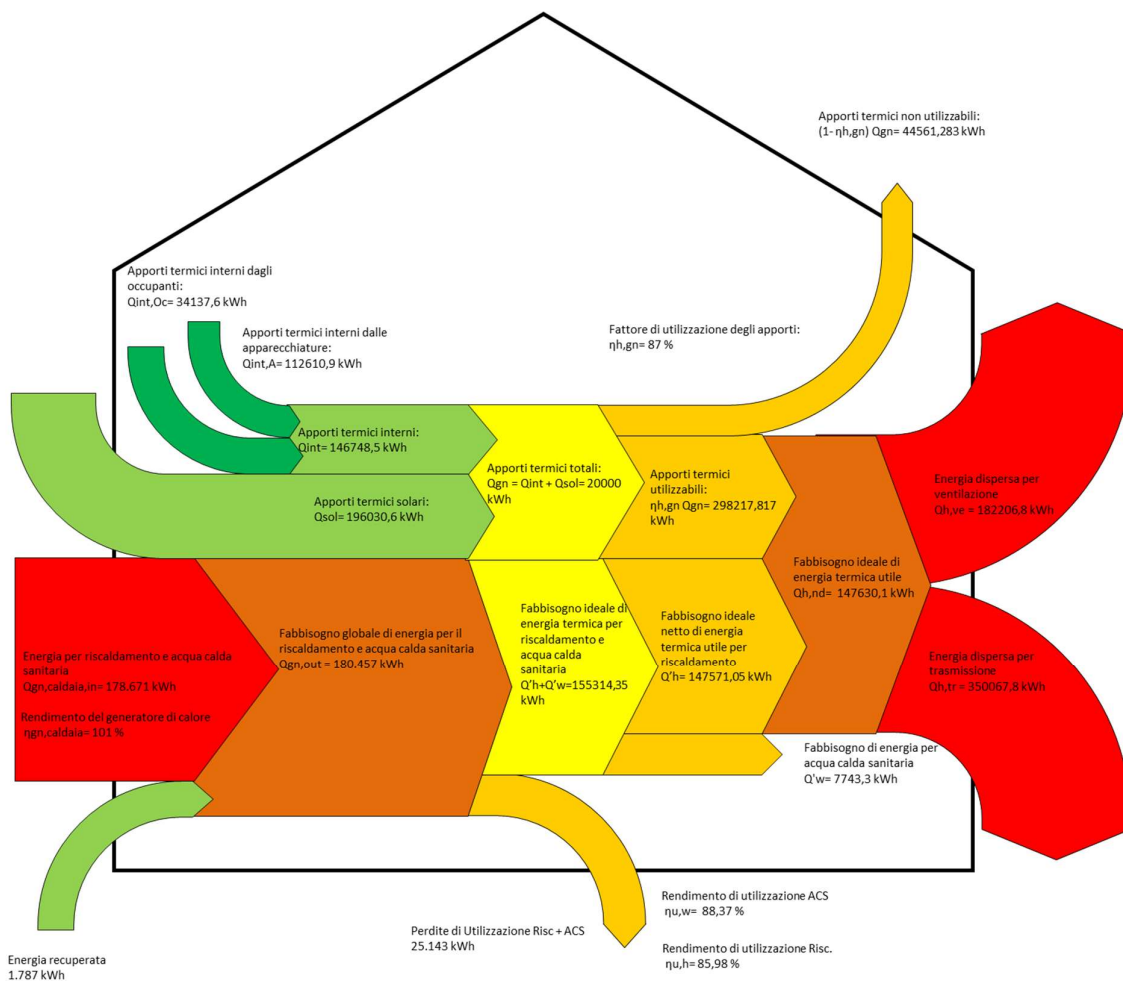 Apporti termici non utilizzabili:
(1- ηh,gn) Qgn= 44561,283 kWh
Apporti termici interni dagli
occupanti:
Qint,Oc= 34137,6 kWh
Apporti termici interni dalle
apparecchiature:
Qint,A= 112610,9 kWh
Fattore di utilizzazione degli apporti:
ηh,gn= 87 %
Apporti termici interni:
Qint= 146748,5 kWh
Apporti termici solari:
Qsol= 196030,6 kWh
Apporti termici totali:
Qgn = Qint + Qsol= 20000
kWh
Apporti termici
utilizzabili:
ηh,gn Qgn= 298217,817
kWh
Energia dispersa per
ventilazione
Qh,ve = 182206,8 kWh
Fabbisogno ideale di
energia termica utile
Qh,nd= 147630,1 kWh
Energia per riscaldamento e acqua calda
sanitaria
Qgn,caldaia,in= 178.671 kWh
Rendimento del generatore di calore
ηgn,caldaia= 101 %
Fabbisogno globale di energia per il
riscaldamento e acqua calda sanitaria
Qgn,out = 180.457 kWh
Fabbisogno ideale di
energia termica per
riscaldamento e
acqua calda
sanitaria
Q’h+Q’w=155314,35
kWh
Fabbisogno ideale
netto di energia
termica utile per
riscaldamento
Q’h= 147571,05 kWh
Energia dispersa per
trasmissione
Qh,tr = 350067,8 kWh
Fabbisogno di energia per
acqua calda sanitaria
Q'w= 7743,3 kWh
Energia recuperata
1.787 kWh
Perdite di Utilizzazione Risc + ACS
25.143 kWh
Rendimento di utilizzazione ACS
ηu,w= 88,37 %
Rendimento di utilizzazione Risc.
ηu,h= 85,98 %